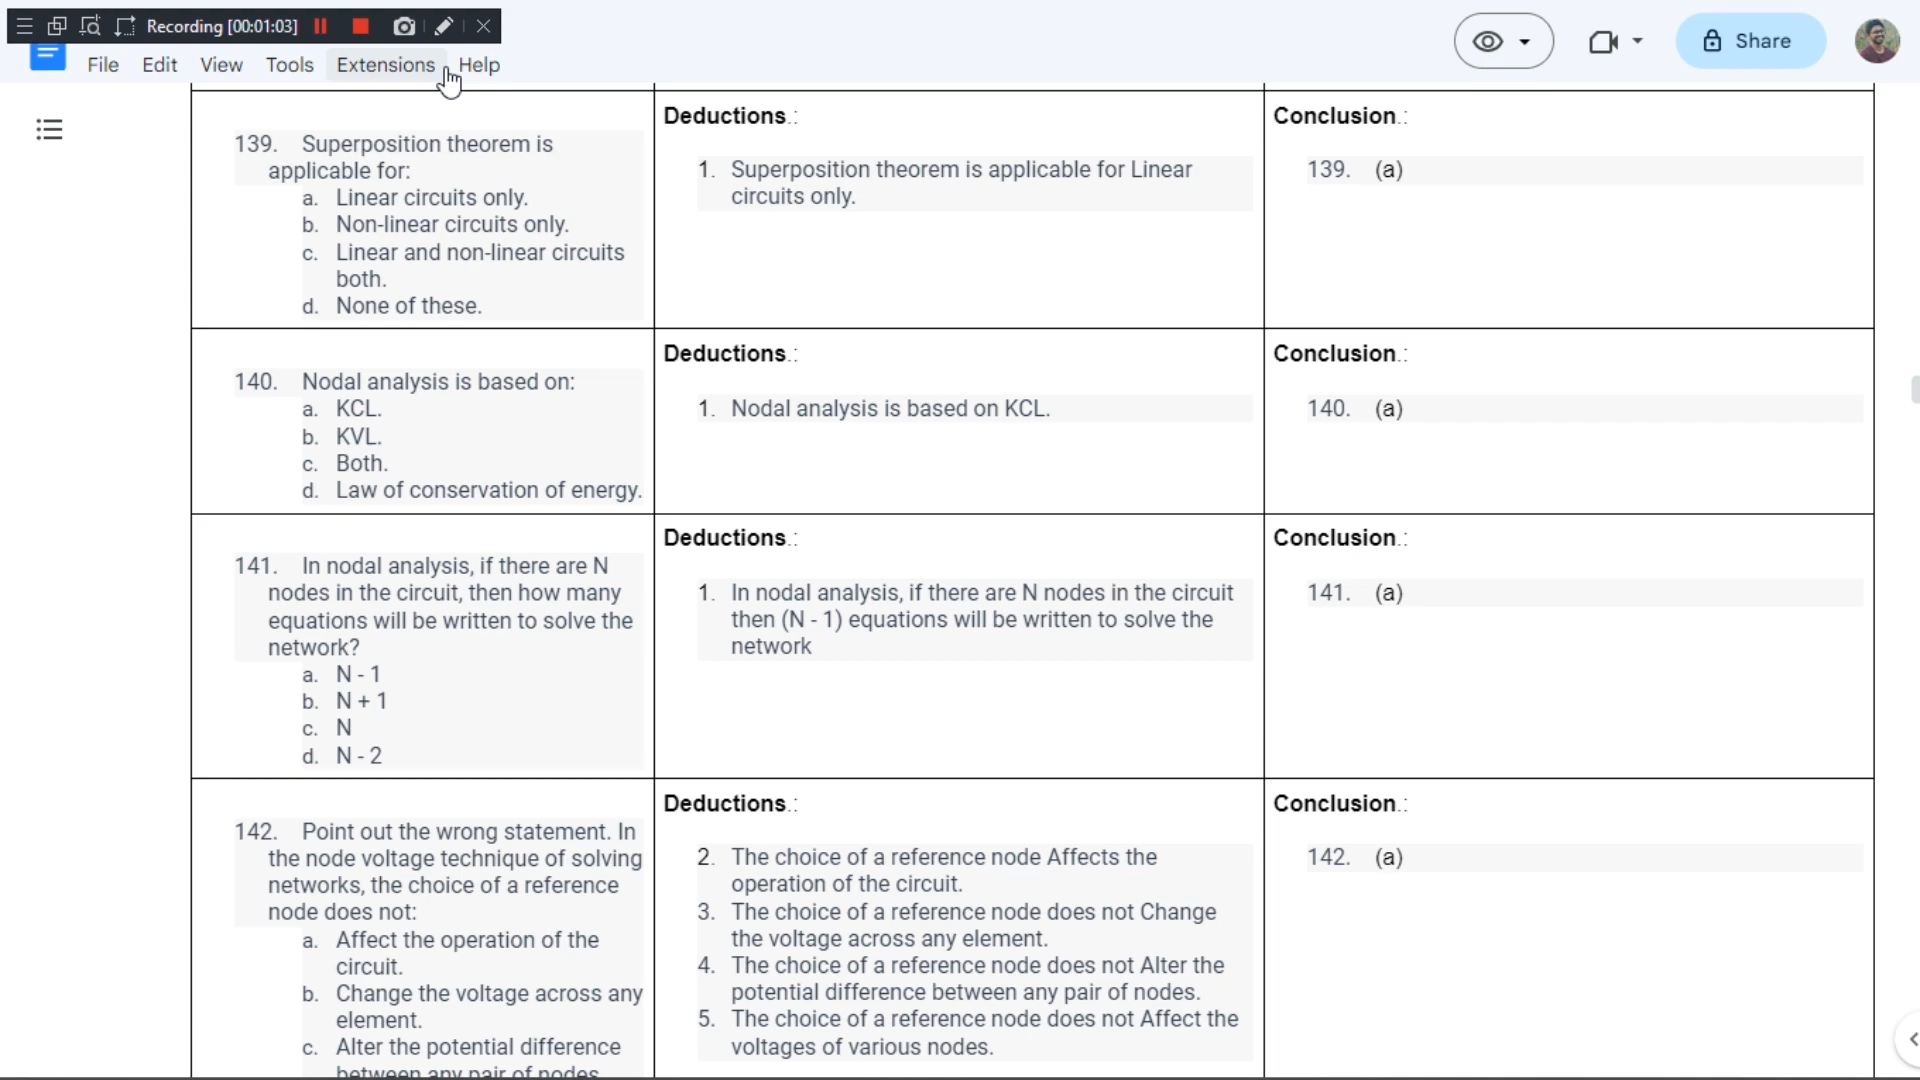 Recording [00:01:03]
File Edit View Tools Extensions Help
Share
139. Superposition theorem is
applicable for:
a. Linear circuits only.
b. Non-linear circuits only.
c. Linear and non-linear circuits
both.
d. None of these.
Deductions.:
1. Superposition theorem is applicable for Linear
circuits only.
Conclusion.:
139. (a)
140. Nodal analysis is based on:
a. KCL.
b. KVL.
c. Both.
d. Law of conservation of energy.
Deductions.:
1. Nodal analysis is based on KCL.
Conclusion.:
140. (a)
141. In nodal analysis, if there are N
nodes in the circuit, then how many
equations will be written to solve the
network?
a. N - 1
b. N + 1
c. N
d. N - 2
Deductions.:
1. In nodal analysis, if there are N nodes in the circuit
then (N - 1) equations will be written to solve the
network
Conclusion.:
141. (a)
142. Point out the wrong statement. In
the node voltage technique of solving
networks, the choice of a reference
node does not:
a. Affect the operation of the
circuit.
b. Change the voltage across any
element.
c. Alter the potential difference
between any pair of nodes
Deductions.:
2. The choice of a reference node Affects the
operation of the circuit.
3. The choice of a reference node does not Change
the voltage across any element.
4. The choice of a reference node does not Alter the
potential difference between any pair of nodes.
5. The choice of a reference node does not Affect the
voltages of various nodes.
Conclusion.:
142. (a)